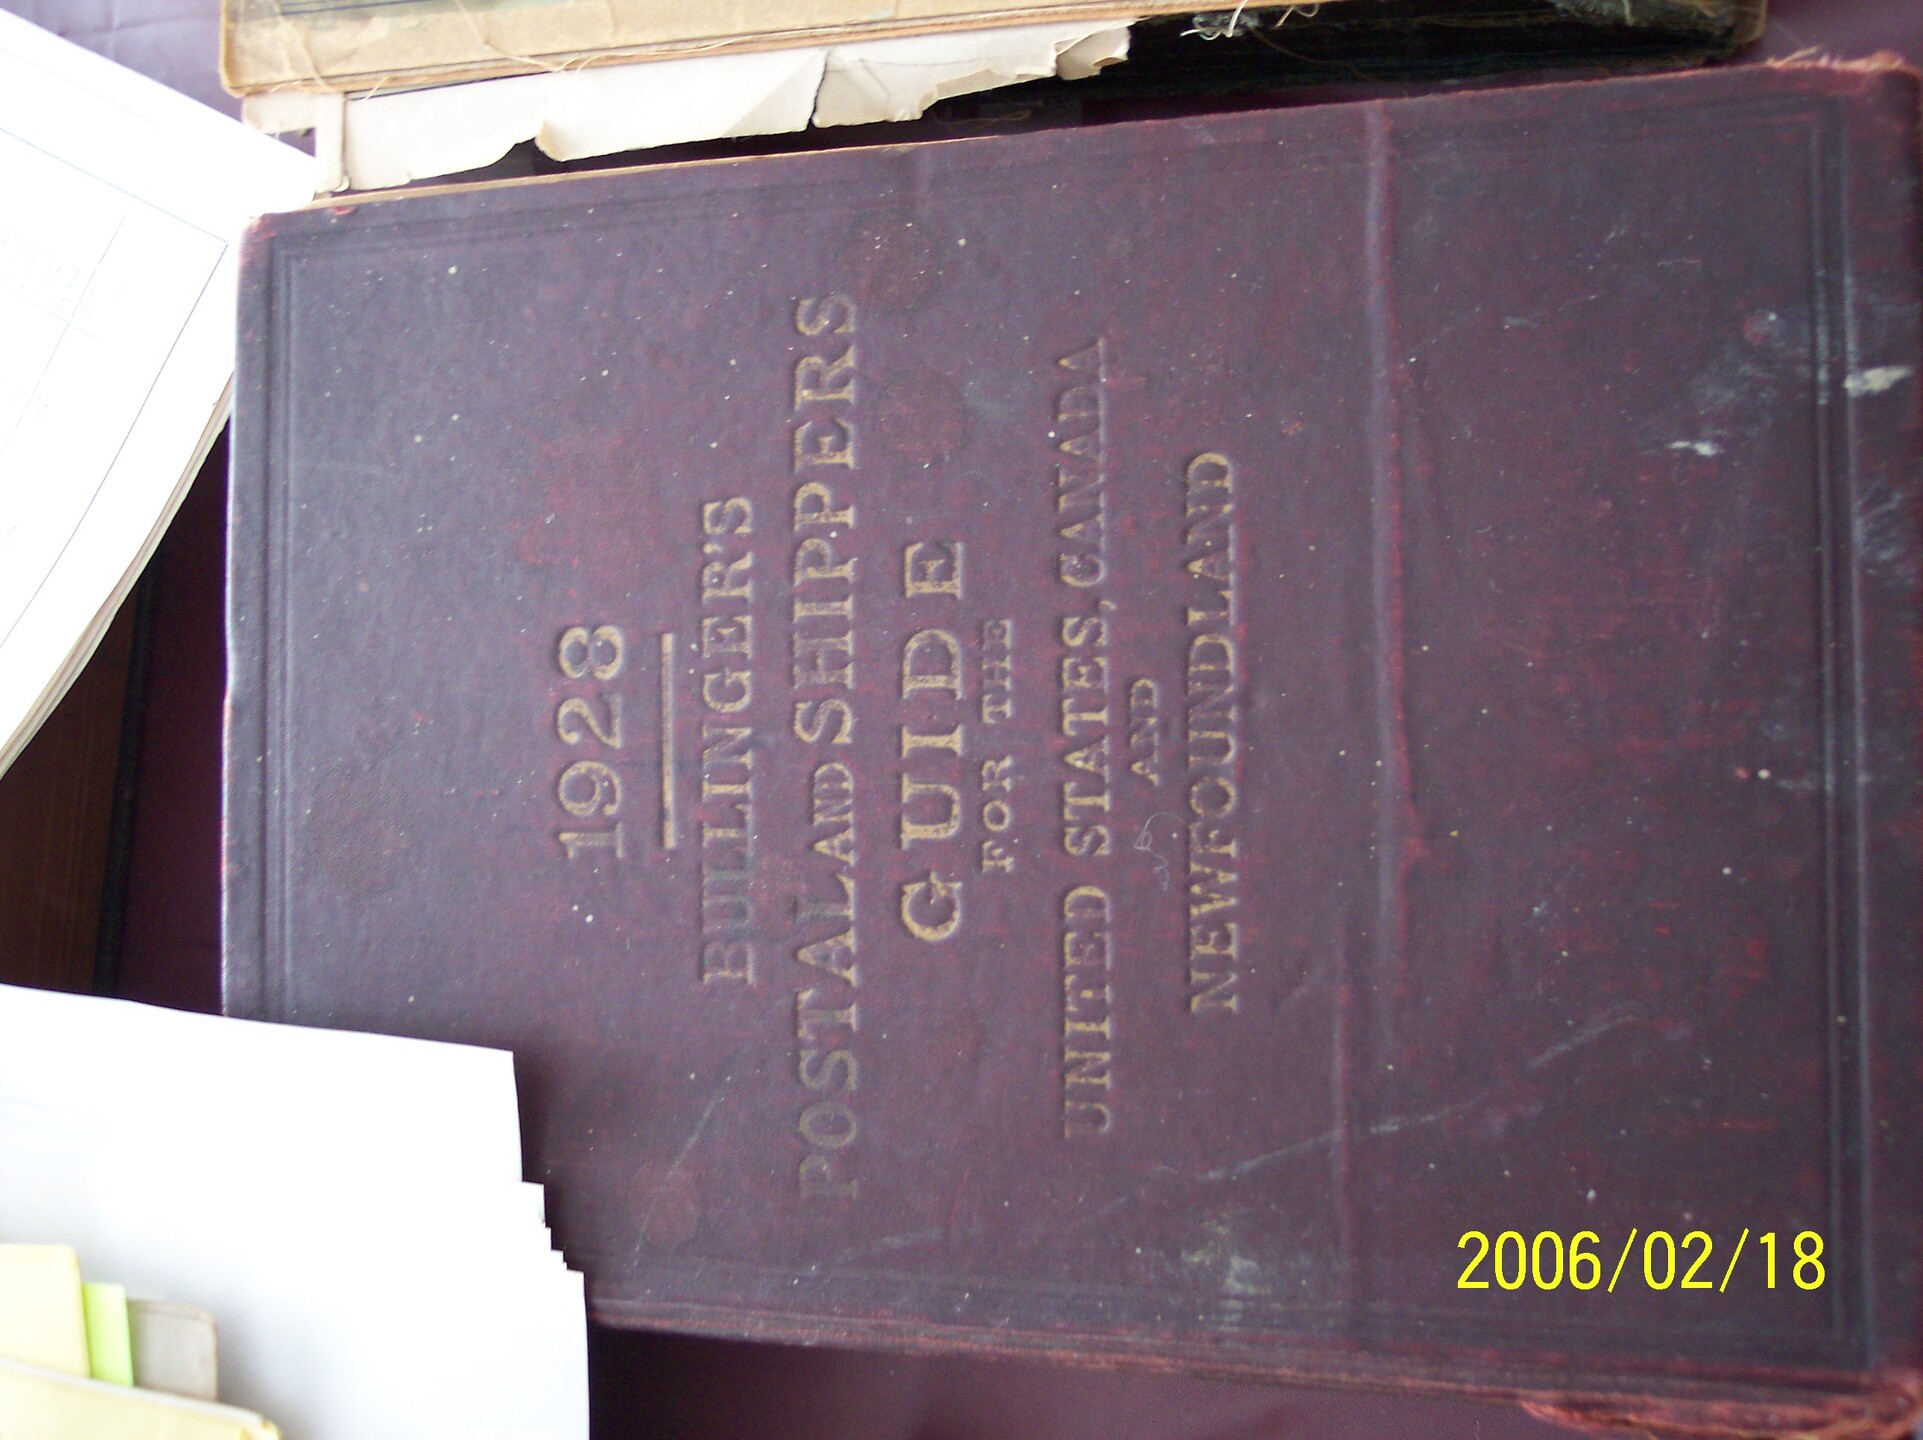 1928
BULLINGER'S
POSTAL AND SHIPPERS
GUIDE
FOR THE
UNITED STATES, CANADA
AND
NEWFOUNDLAND
2006/02/18